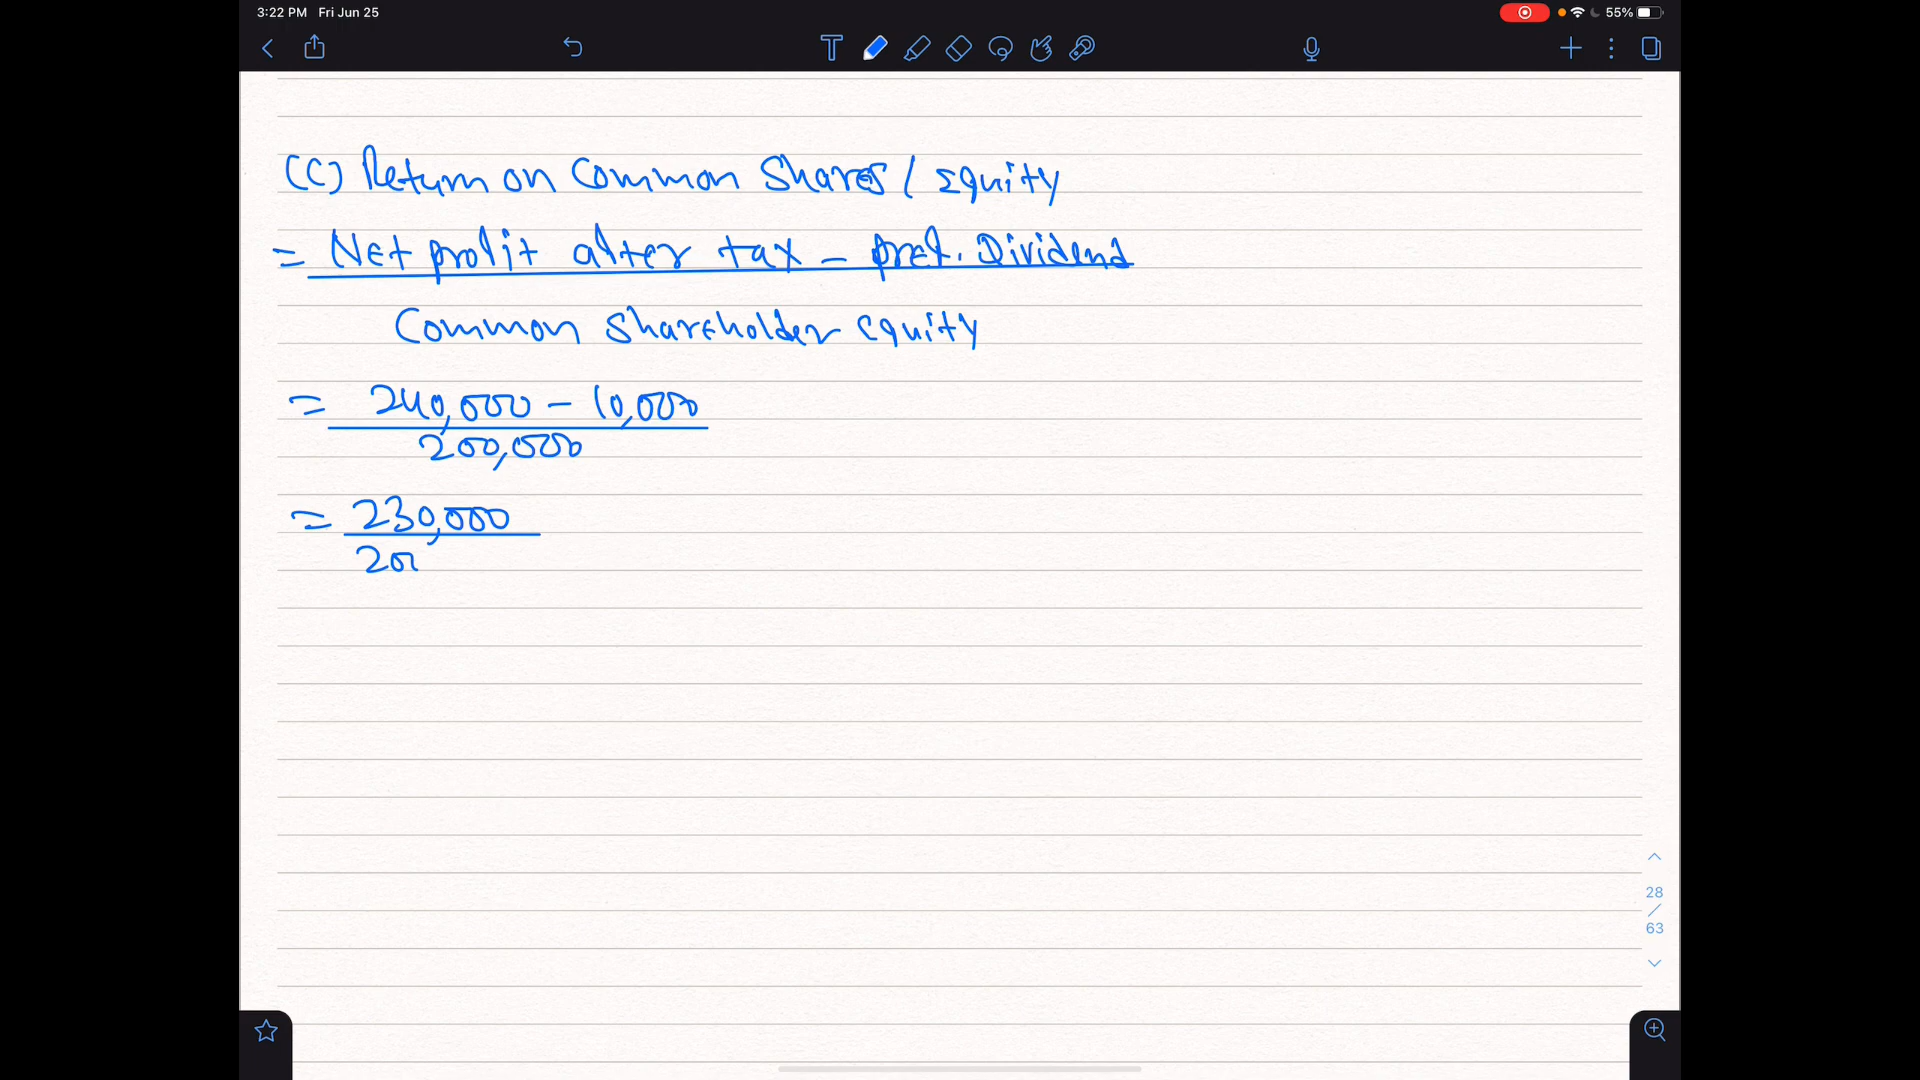 3:22 PM Fri Jun 25
55%
T
(C) Return on Common Shares / Equity
= Net profit after tax - pref. Dividend
Common Shareholder equity
= 240,000 - 10,000
200,000
= 230,000
200
28
/
63